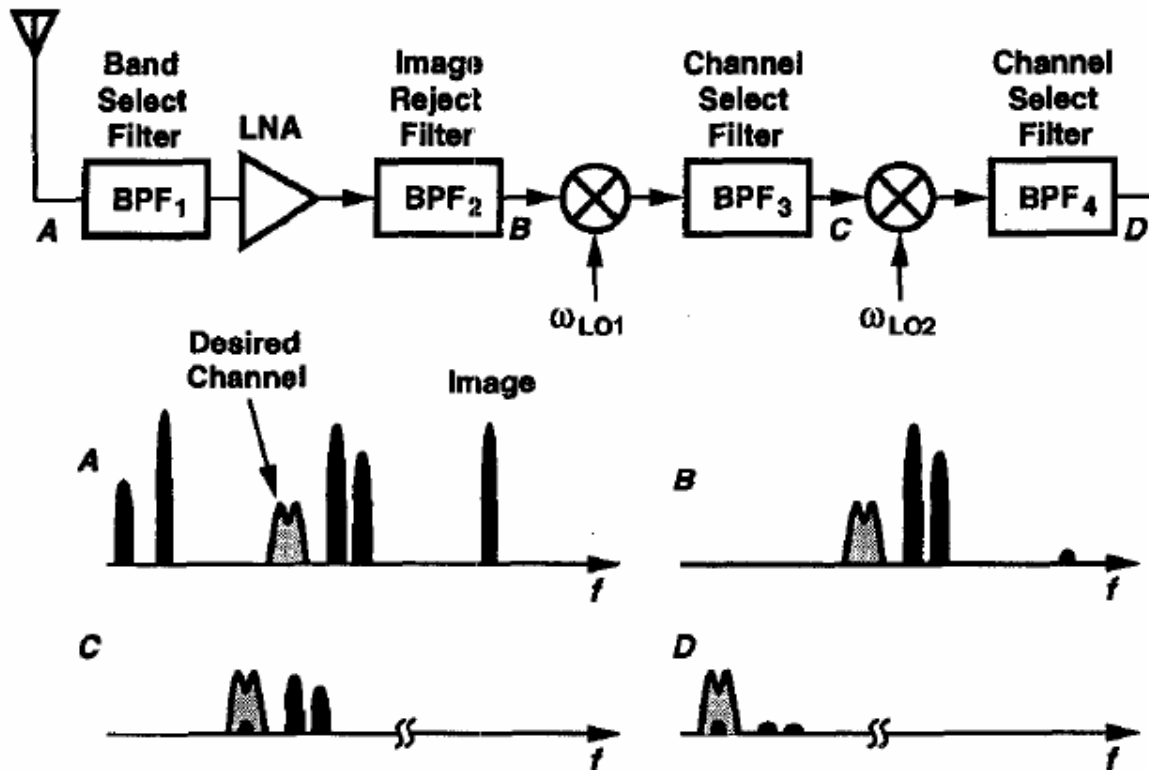 Band Select Filter
LNA
Image Reject Filter
Channel Select Filter
Channel Select Filter
A
BPF1
BPF2
B
BPF3
C
BPF4
D
ωLO1
ωLO2
Desired Channel
Image
A
f
B
f
C
f
D
f